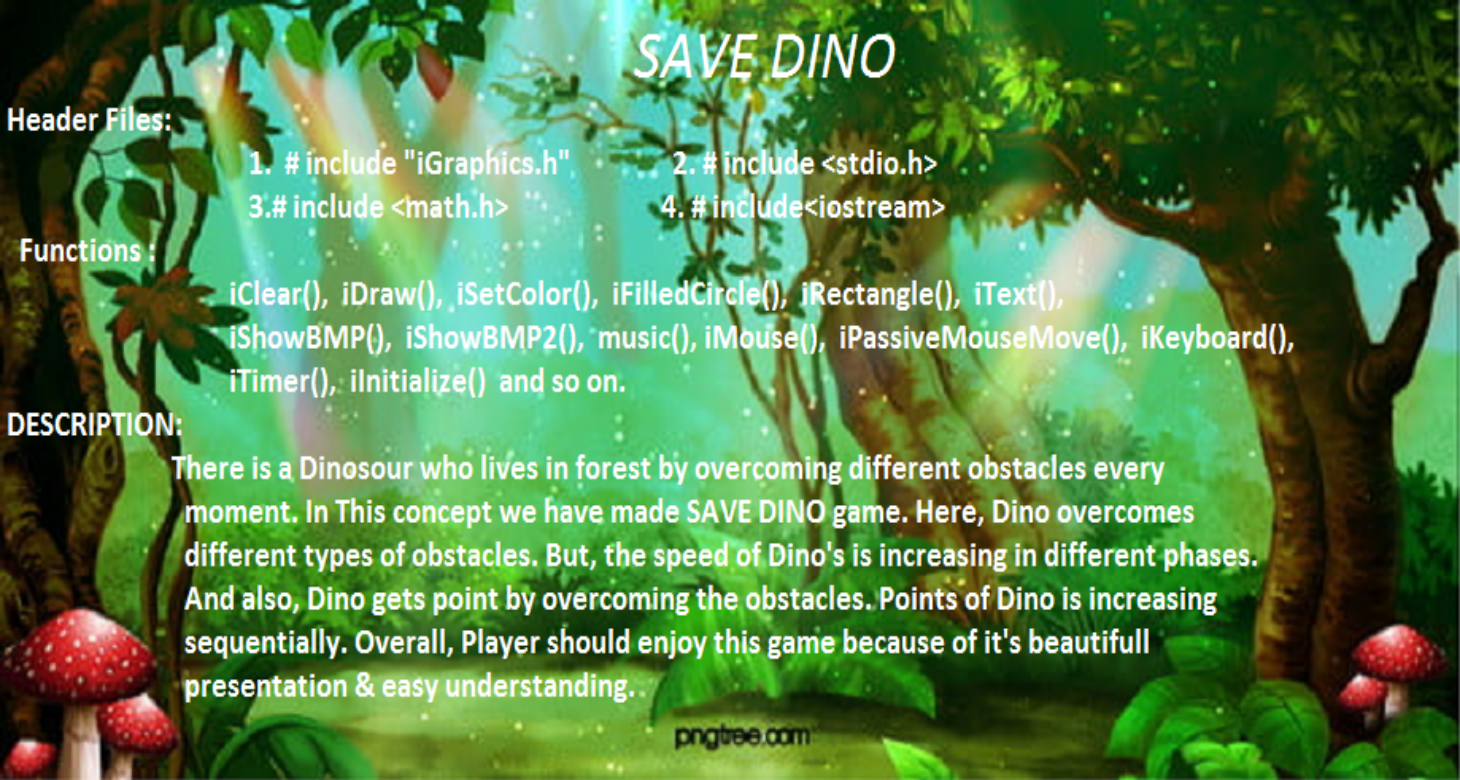 SAVE DINO
Header Files:
1. # include "iGraphics.h" 2. # include <stdio.h>
3.# include <math.h> 4. # include<iostream>
Functions :
iClear(), iDraw(), iSetColor(), iFilledCircle(), iRectangle(), iText(),
iShowBMP(), iShowBMP2(), music(), iMouse(), iPassiveMouseMove(), iKeyboard(),
iTimer(), iInitialize() and so on.
DESCRIPTION:
There is a Dinosour who lives in forest by overcoming different obstacles every
moment. In This concept we have made SAVE DINO game. Here, Dino overcomes
different types of obstacles. But, the speed of Dino's is increasing in different phases.
And also, Dino gets point by overcoming the obstacles. Points of Dino is increasing
sequentially. Overall, Player should enjoy this game because of it's beautifull
presentation & easy understanding.
pngtree.com